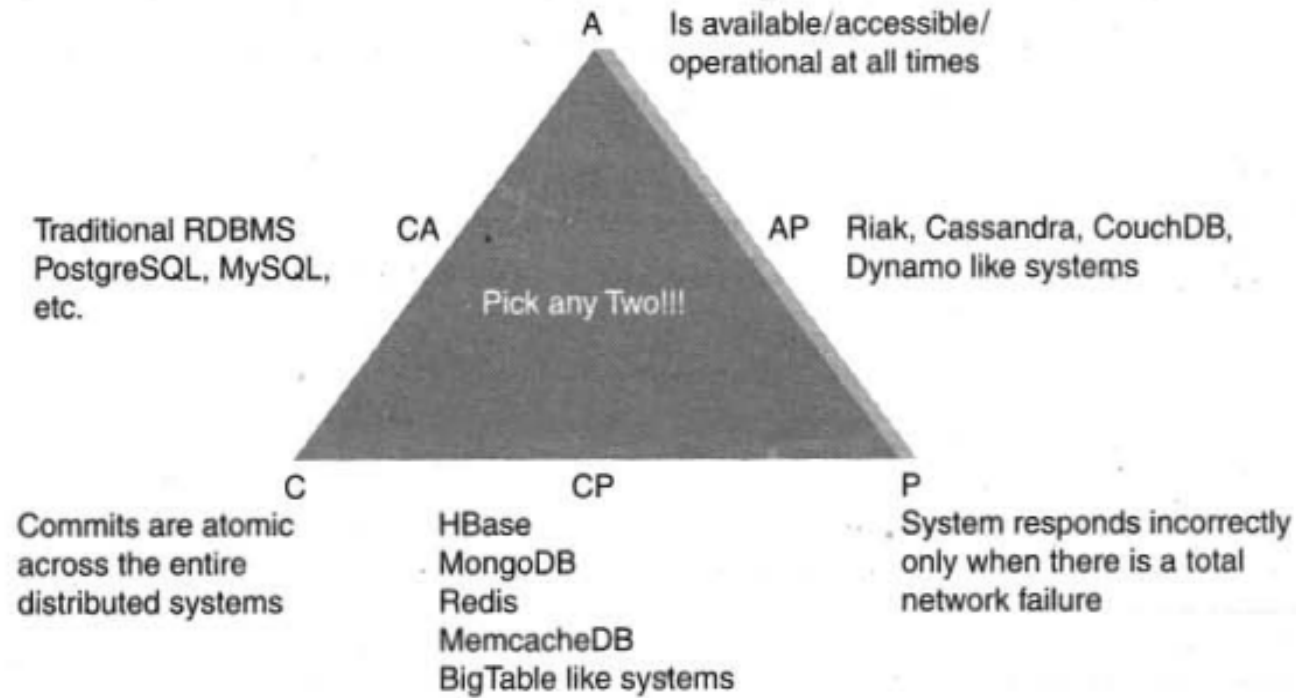 A
Is available/accessible/
operational at all times
Traditional RDBMS
PostgreSQL, MySQL,
etc.
CA
Pick any Two!!!
AP
Riak, Cassandra, CouchDB,
Dynamo like systems
C
Commits are atomic
across the entire
distributed systems
CP
HBase
MongoDB
Redis
MemcacheDB
BigTable like systems
P
System responds incorrectly
only when there is a total
network failure